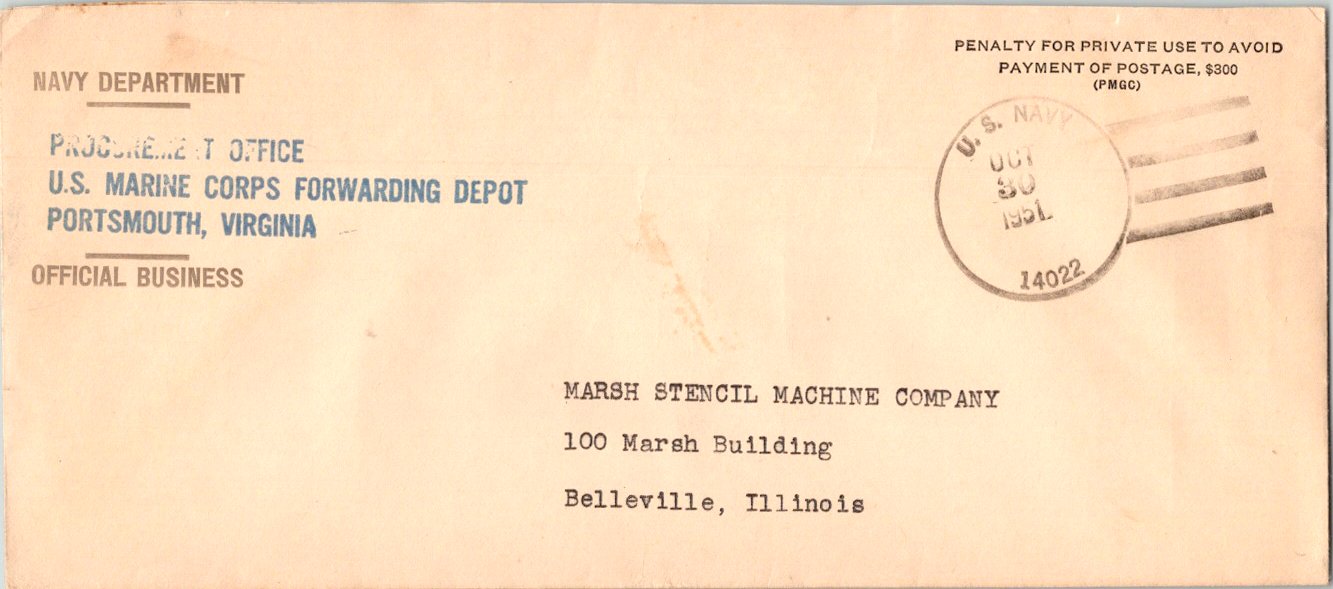 NAVY DEPARTMENT
PROCUREMENT OFFICE
U.S. MARINE CORPS FORWARDING DEPOT
PORTSMOUTH, VIRGINIA
OFFICIAL BUSINESS
PENALTY FOR PRIVATE USE TO AVOID
PAYMENT OF POSTAGE, $300
(PMGC)
U. S. NAVY
OCT
30
1951
14022
MARSH STENCIL MACHINE COMPANY
100 Marsh Building
Belleville, Illinois